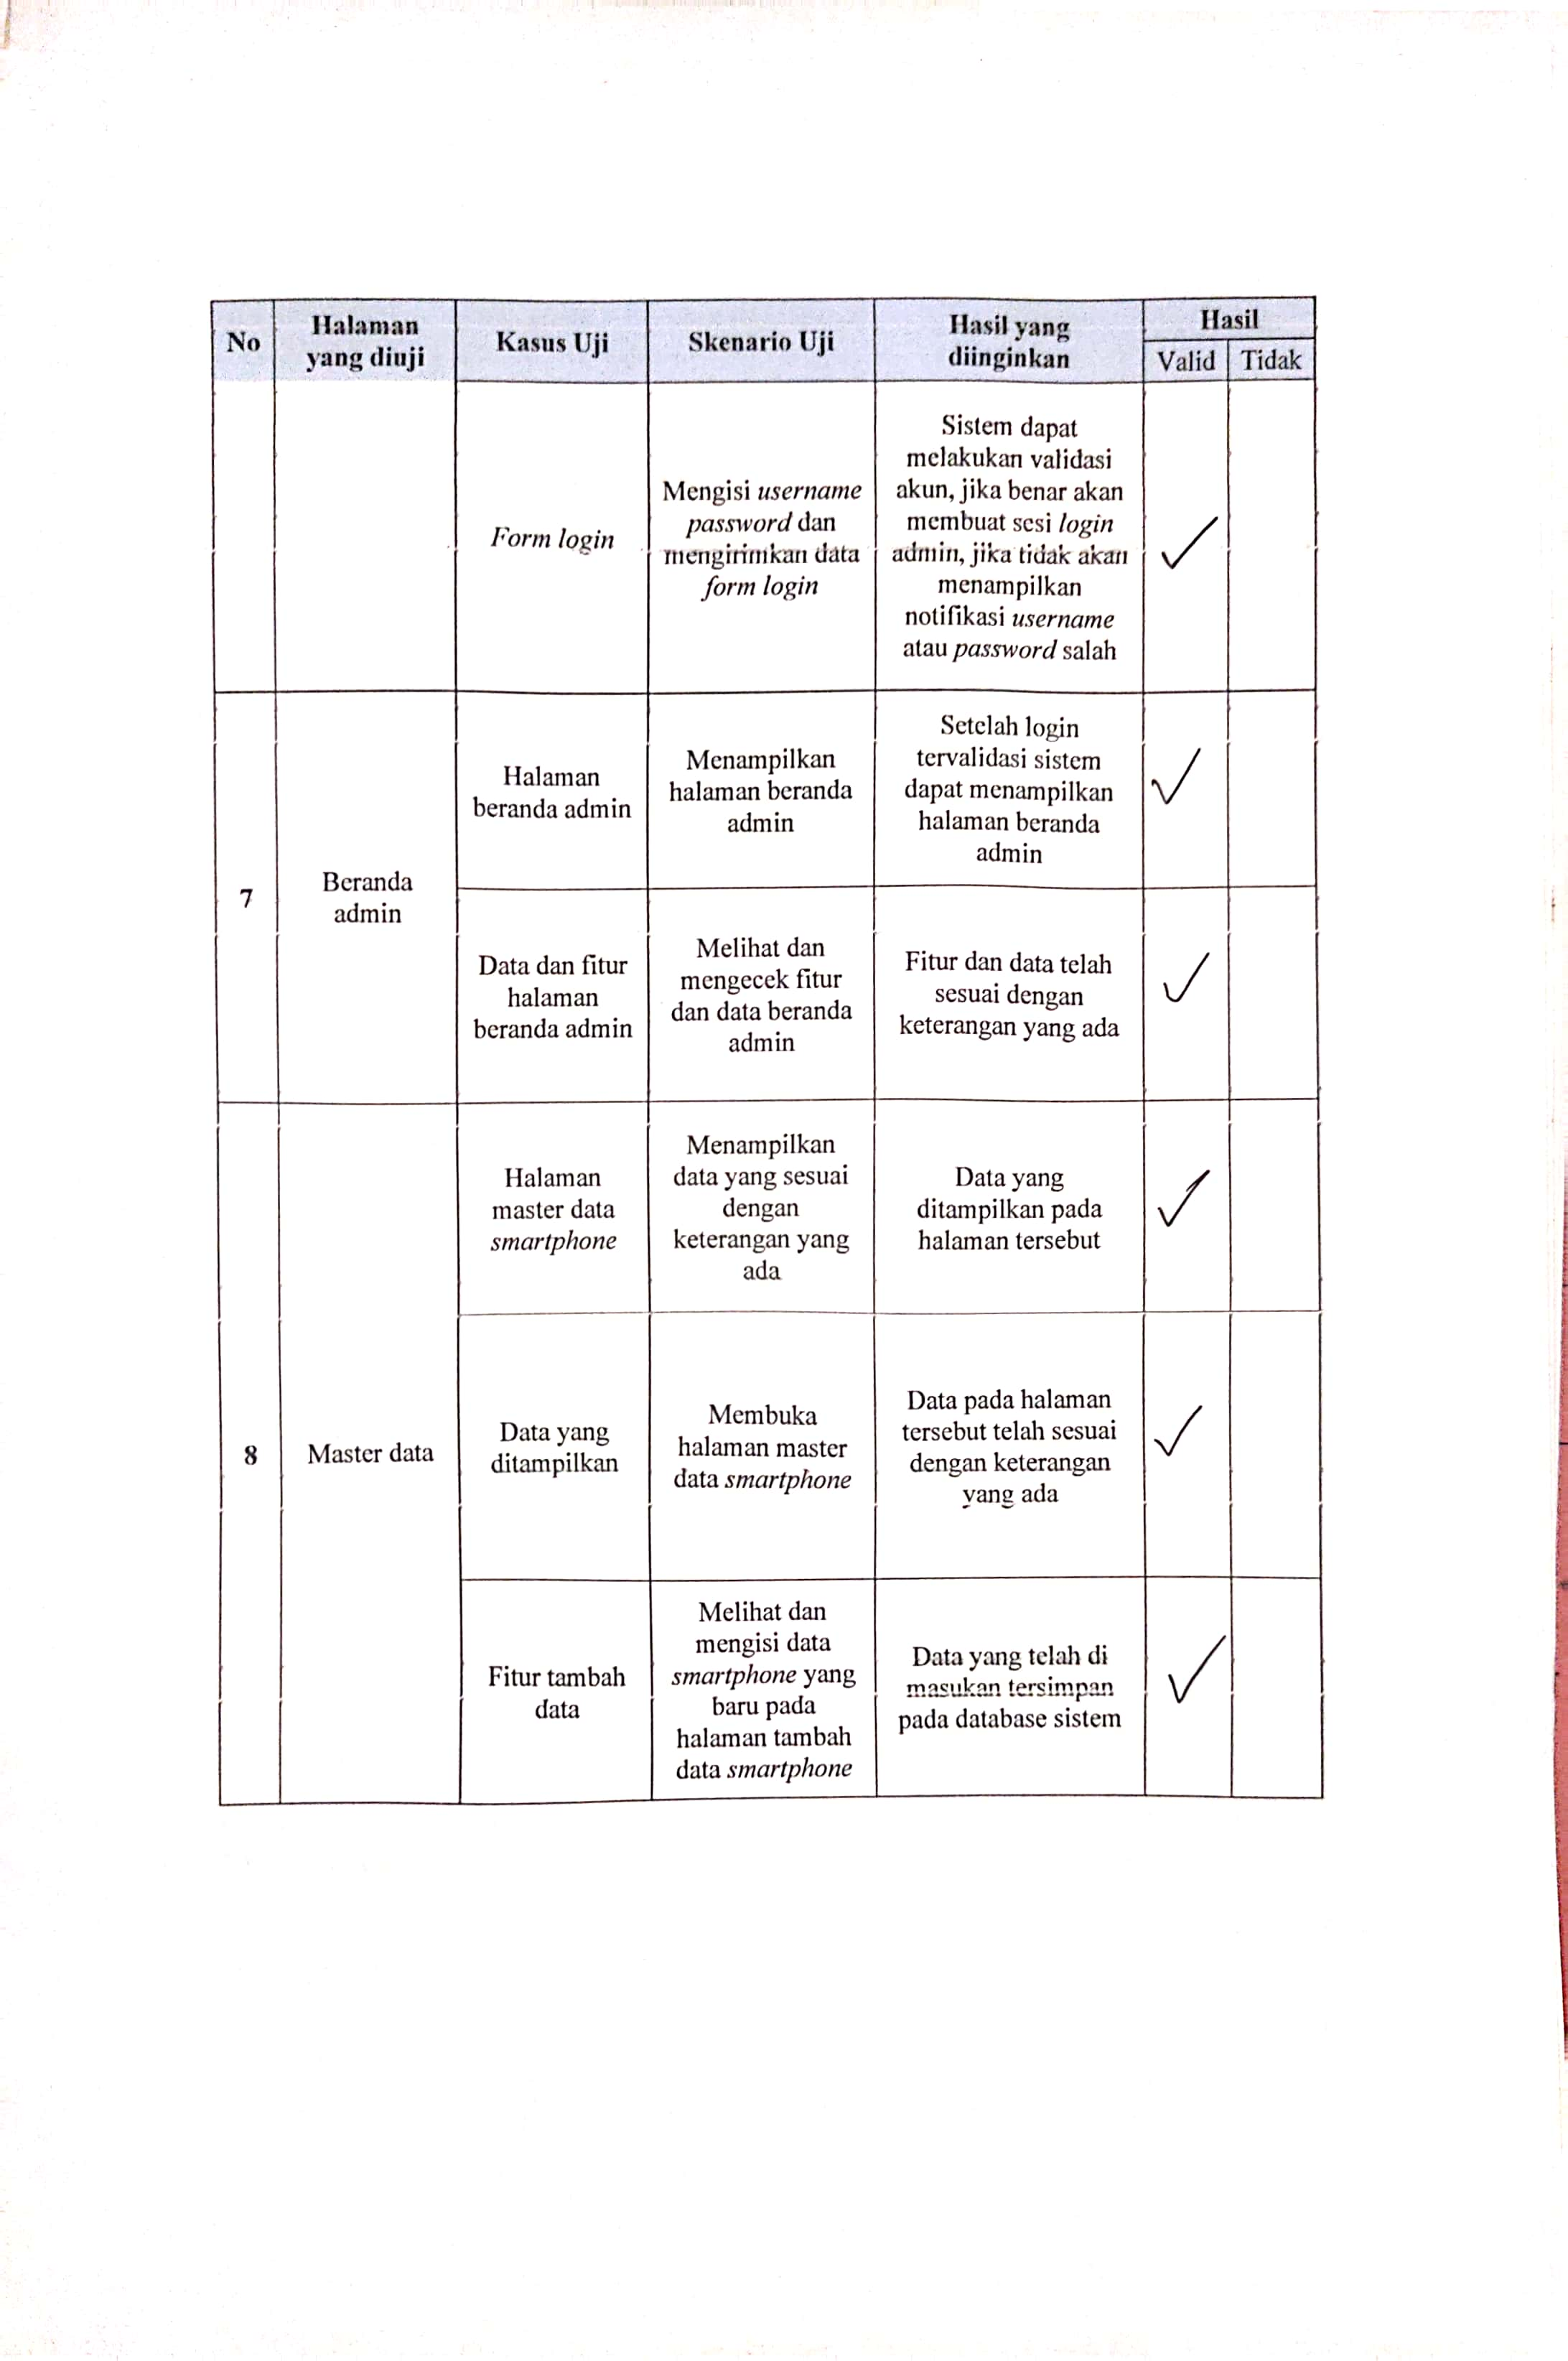 No
Halaman
yang diuji
Kasus Uji
Skenario Uji
Hasil yang
diinginkan
Hasil
Valid
Tidak
Form login
Mengisi username
password dan
mengirimkan data
form login
Sistem dapat
melakukan validasi
akun, jika benar akan
membuat sesi login
admin, jika tidak akan
menampilkan
notifikasi username
atau password salah
✓
7
Beranda
admin
Halaman
beranda admin
Menampilkan
halaman beranda
admin
Setelah login
tervalidasi sistem
dapat menampilkan
halaman beranda
admin
✓
Data dan fitur
halaman
beranda admin
Melihat dan
mengecek fitur
dan data beranda
admin
Fitur dan data telah
sesuai dengan
keterangan yang ada
✓
8
Master data
Halaman
master data
smartphone
Menampilkan
data yang sesuai
dengan
keterangan yang
ada
Data yang
ditampilkan pada
halaman tersebut
✓
Data yang
ditampilkan
Membuka
halaman master
data smartphone
Data pada halaman
tersebut telah sesuai
dengan keterangan
yang ada
✓
Fitur tambah
data
Melihat dan
mengisi data
smartphone yang
baru pada
halaman tambah
data smartphone
Data yang telah di
masukan tersimpan
pada database sistem
✓